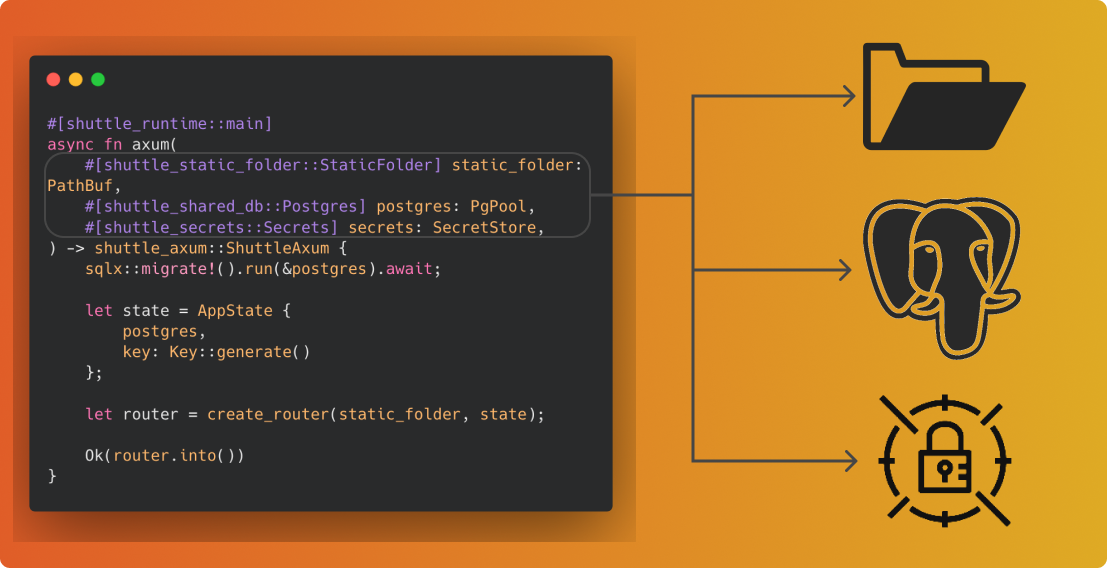 #[shuttle_runtime::main]
async fn axum(
    #[shuttle_static_folder::StaticFolder] static_folder:
PathBuf,
    #[shuttle_shared_db::Postgres] postgres: PgPool,
    #[shuttle_secrets::Secrets] secrets: SecretStore,
) -> shuttle_axum::ShuttleAxum {
    sqlx::migrate!().run(&postgres).await;
    let state = AppState {
        postgres,
        key: Key::generate()
    };
    let router = create_router(static_folder, state);
    Ok(router.into())
}